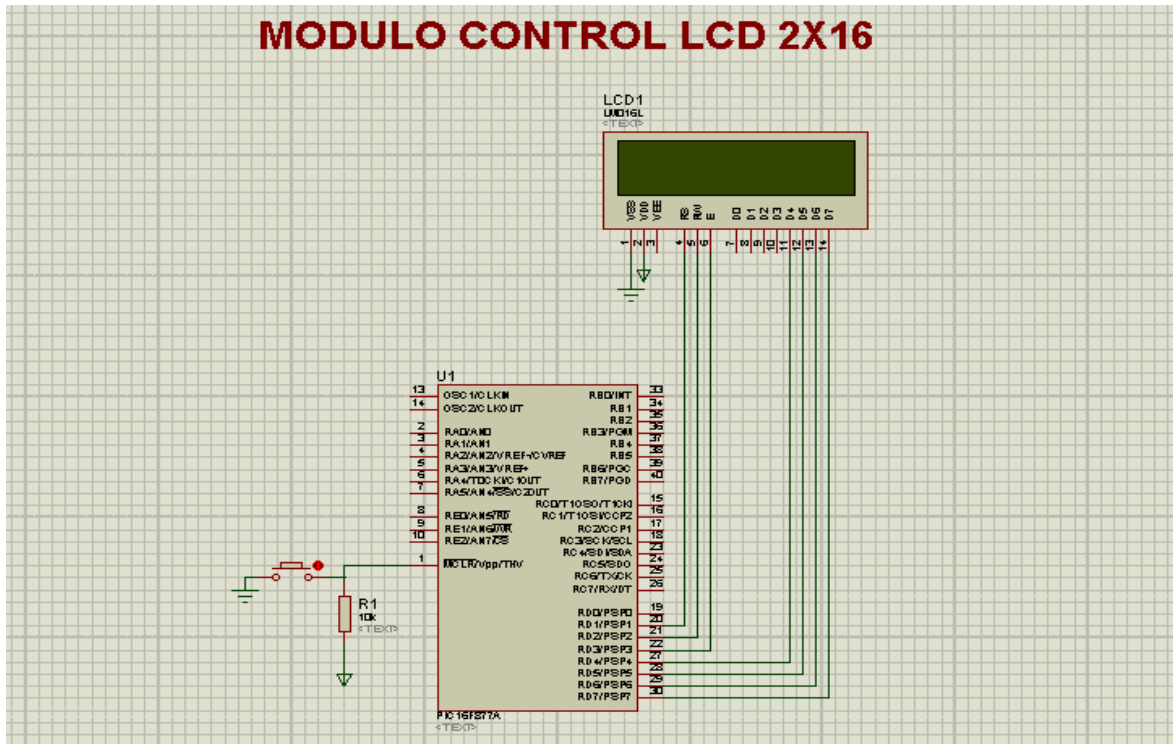 MODULO CONTROL LCD 2X16
LCD1
LM016L
<TEXT>
VSS
VDD
VEE
RS
RW
E
D0
D1
D2
D3
D4
D5
D6
D7
1
2
3
4
5
6
7
8
9
10
11
12
13
14
U1
13 OSC1/CLKIN
14 OSC2/CLKOUT
2 RA0/AN0
3 RA1/AN1
4 RA2/AN2/VREF-/CVREF
5 RA3/AN3/VREF+
6 RA4/T0CKI/C1OUT
7 RA5/AN4/SS/C2OUT
8 RE0/AN5/RD
9 RE1/AN6/WR
10 RE2/AN7/CS
1 MCLR/Vpp/THV
RB0/INT 33
RB1 34
RB2 35
RB3/PGM 36
RB4 37
RB5 38
RB6/PGC 39
RB7/PGD 40
RC0/T1OSO/T1CKI 15
RC1/T1OSI/CCP2 16
RC2/CCP1 17
RC3/SCK/SCL 18
RC4/SDI/SDA 23
RC5/SDO 24
RC6/TX/CK 25
RC7/RX/DT 26
RD0/PSP0 19
RD1/PSP1 20
RD2/PSP2 21
RD3/PSP3 22
RD4/PSP4 27
RD5/PSP5 28
RD6/PSP6 29
RD7/PSP7 30
R1
10k
<TEXT>
PIC16F877A
<TEXT>